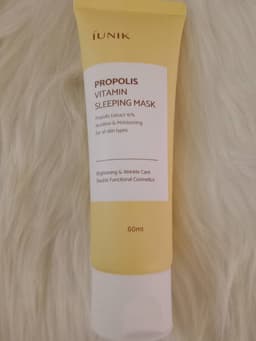 iUNIK
PROPOLIS
VITAMIN
SLEEPING MASK
Propolis Extract 10%
Nutrition & Moisturizing
For all skin types
Brightening & Wrinkle Care
Double Functional Cosmetics
60ml